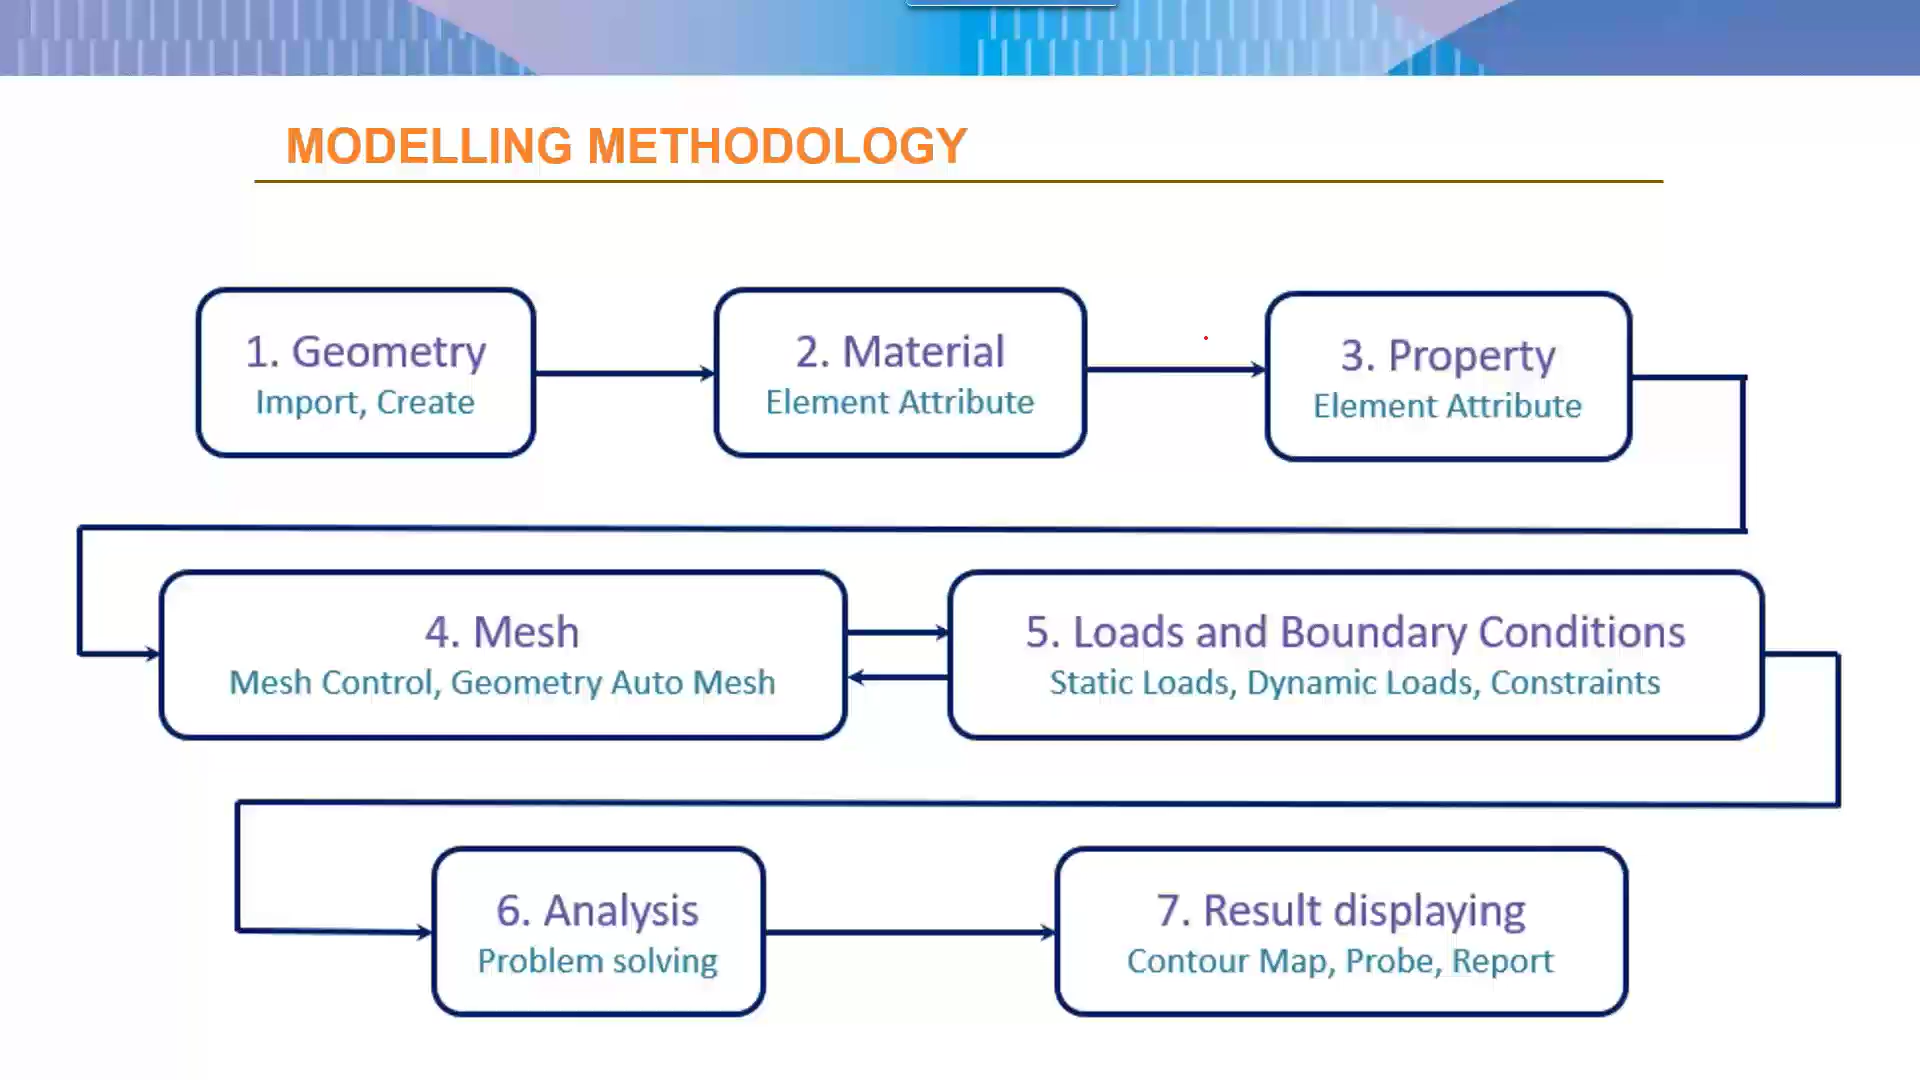 MODELLING METHODOLOGY
1. Geometry
Import, Create
2. Material
Element Attribute
3. Property
Element Attribute
4. Mesh
Mesh Control, Geometry Auto Mesh
5. Loads and Boundary Conditions
Static Loads, Dynamic Loads, Constraints
6. Analysis
Problem solving
7. Result displaying
Contour Map, Probe, Report